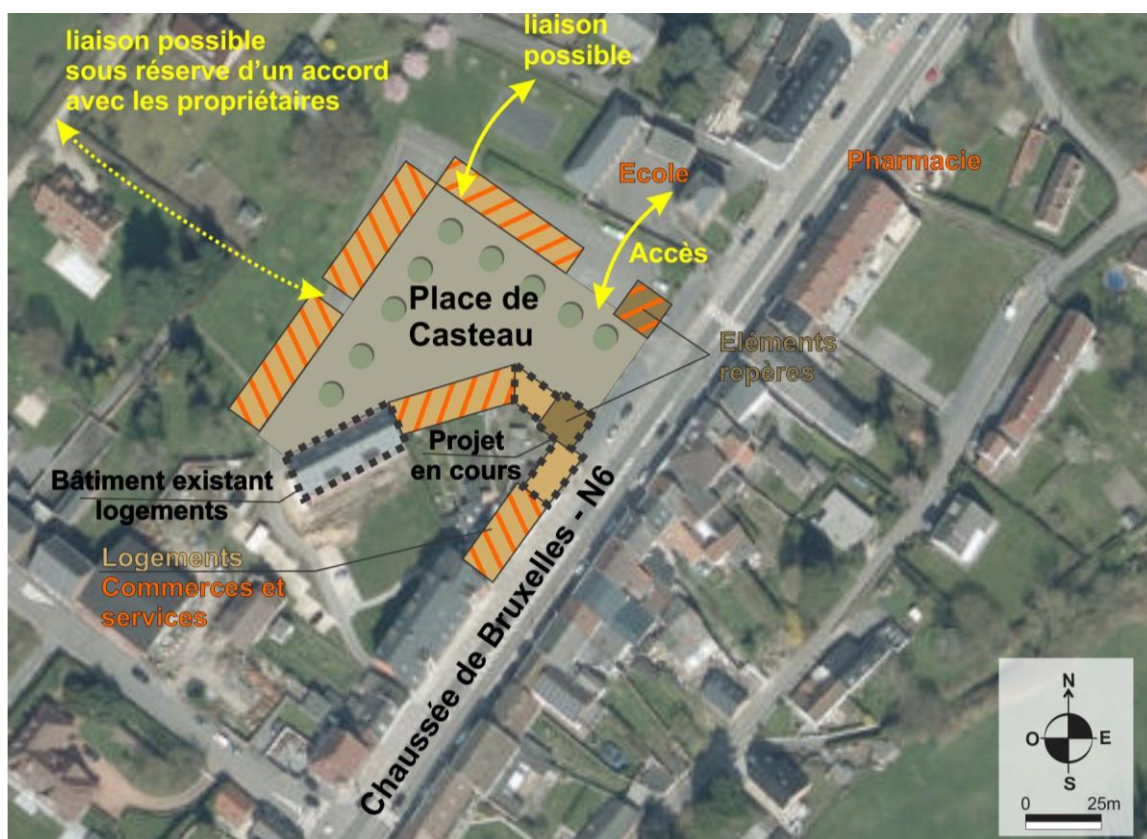 liaison possible
sous réserve d'un accord
avec les propriétaires
liaison
possible
Ecole
Pharmacie
Accès
Place de
Casteau
Eléments
repères
Projet
en cours
Bâtiment existant
logements
Logements
Commerces et
services
Chaussée de Bruxelles - N6
N
O
E
S
0
25m